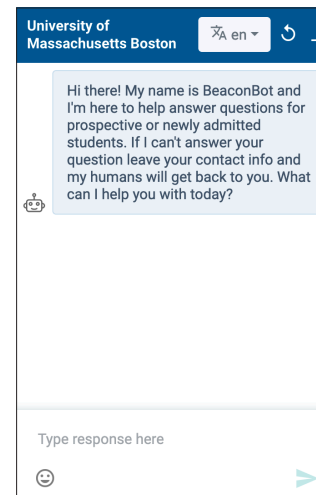 University of
Massachusetts Boston
en
Hi there! My name is BeaconBot and
I'm here to help answer questions for
prospective or newly admitted
students. If I can't answer your
question leave your contact info and
my humans will get back to you. What
can I help you with today?
Type response here